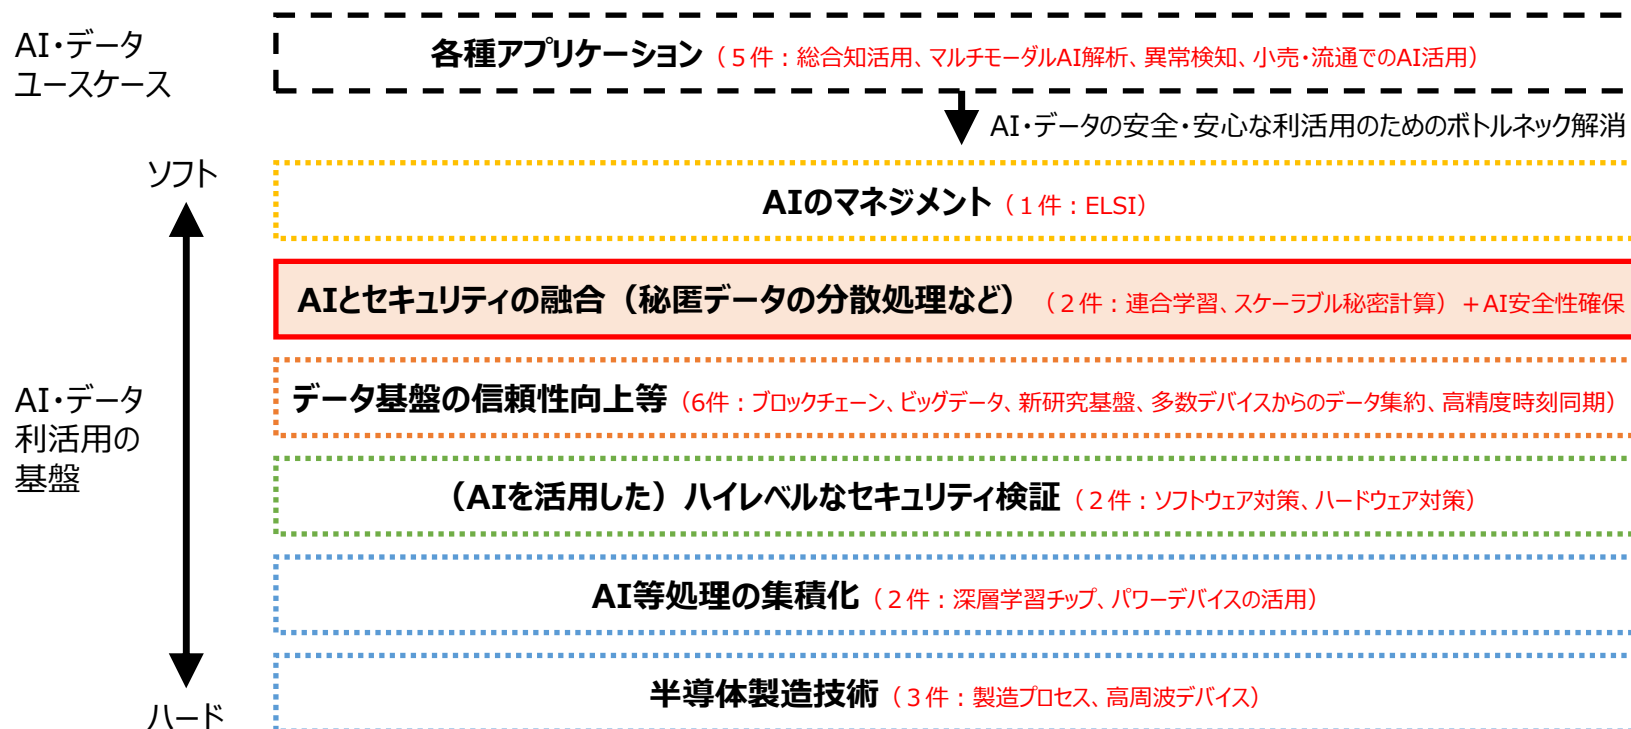 AI・データ
ユースケース
各種アプリケーション（５件：総合知活用、マルチモーダルAI解析、異常検知、小売・流通でのAI活用）
AI・データの安全・安心な利活用のためのボトルネック解消
ソフト
AIのマネジメント（１件：ELSI）
AIとセキュリティの融合（秘匿データの分散処理など）（２件：連合学習、スケーラブル秘密計算）＋AI安全性確保
AI・データ
利活用の
基盤
データ基盤の信頼性向上等（6件：ブロックチェーン、ビッグデータ、新研究基盤、多数デバイスからのデータ集約、高精度時刻同期）
（AIを活用した）ハイレベルなセキュリティ検証（２件：ソフトウェア対策、ハードウェア対策）
AI等処理の集積化（２件：深層学習チップ、パワーデバイスの活用）
半導体製造技術（３件：製造プロセス、高周波デバイス）
ハード